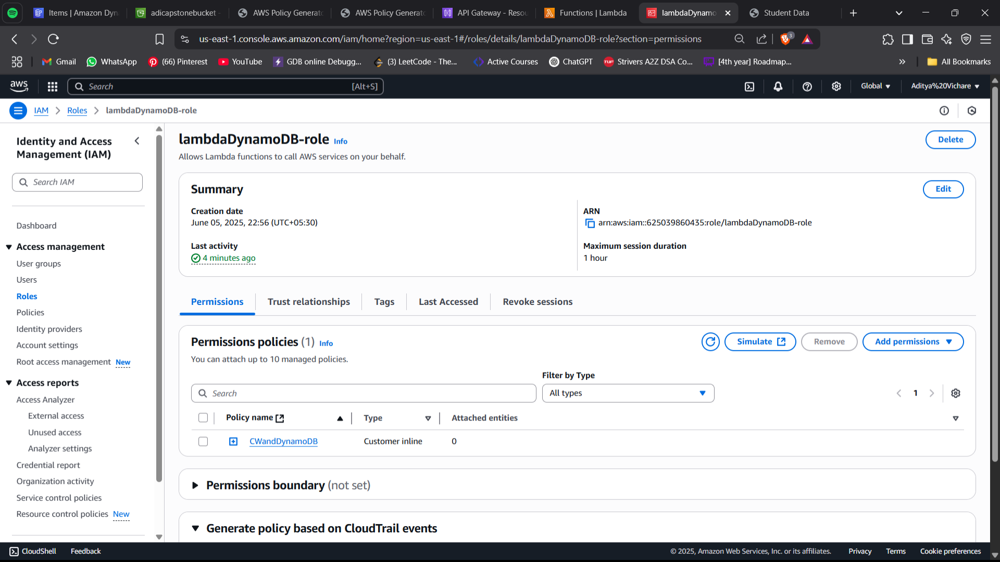 Items | Amazon Dyn
adicapstonebucket -
AWS Policy Generato
AWS Policy Generato
API Gateway - Resou
Functions | Lambda
lambdaDynamo
Student Data
us-east-1.console.aws.amazon.com/iam/home?region=us-east-1#/roles/details/lambdaDynamoDB-role?section=permissions
3
Gmail
WhatsApp
(66) Pinterest
YouTube
GDB online Debugg...
(3) LeetCode - The...
Active Courses
ChatGPT
TUF
Strivers A2Z DSA Co...
[4th year] Roadmap...
All Bookmarks
aws
Search
[Alt+S]
Global
Aditya%20Vichare
IAM
Roles
lambdaDynamoDB-role
Identity and Access
Management (IAM)
Search IAM
Dashboard
Access management
User groups
Users
Roles
Policies
Identity providers
Account settings
Root access management New
Access reports
Access Analyzer
External access
Unused access
Analyzer settings
Credential report
Organization activity
Service control policies
Resource control policies New
lambdaDynamoDB-role Info
Delete
Allows Lambda functions to call AWS services on your behalf.
Summary
Edit
Creation date
June 05, 2025, 22:56 (UTC+05:30)
ARN
arn:aws:iam::625039860435:role/lambdaDynamoDB-role
Last activity
4 minutes ago
Maximum session duration
1 hour
Permissions
Trust relationships
Tags
Last Accessed
Revoke sessions
Permissions policies (1) Info
Simulate
Remove
Add permissions
You can attach up to 10 managed policies.
Filter by Type
Search
All types
1
Policy name
Type
Attached entities
CWandDynamoDB
Customer inline
0
Permissions boundary (not set)
Generate policy based on CloudTrail events
CloudShell
Feedback
© 2025, Amazon Web Services, Inc. or its affiliates.
Privacy
Terms
Cookie preferences